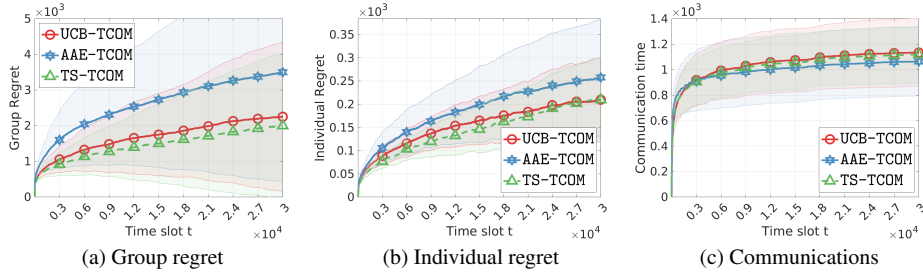 ×10³
5
4
3
2
1
0
Group Regret
UCB-TCOM
AAE-TCOM
TS-TCOM
0.3 0.6 0.9 1.2 1.5 1.8 2.1 2.4 2.7 3
Time slot t
×10⁴
(a) Group regret
×10³
0.35
0.3
0.25
0.2
0.15
0.1
0.05
0
Individual Regret
UCB-TCOM
AAE-TCOM
TS-TCOM
0.3 0.6 0.9 1.2 1.5 1.8 2.1 2.4 2.7 3
Time slot t
×10⁴
(b) Individual regret
×10³
1.4
1.2
1
0.8
0.6
0.4
0.2
0
Communication time
UCB-TCOM
AAE-TCOM
TS-TCOM
0.3 0.6 0.9 1.2 1.5 1.8 2.1 2.4 2.7 3
Time slot t
×10⁴
(c) Communications